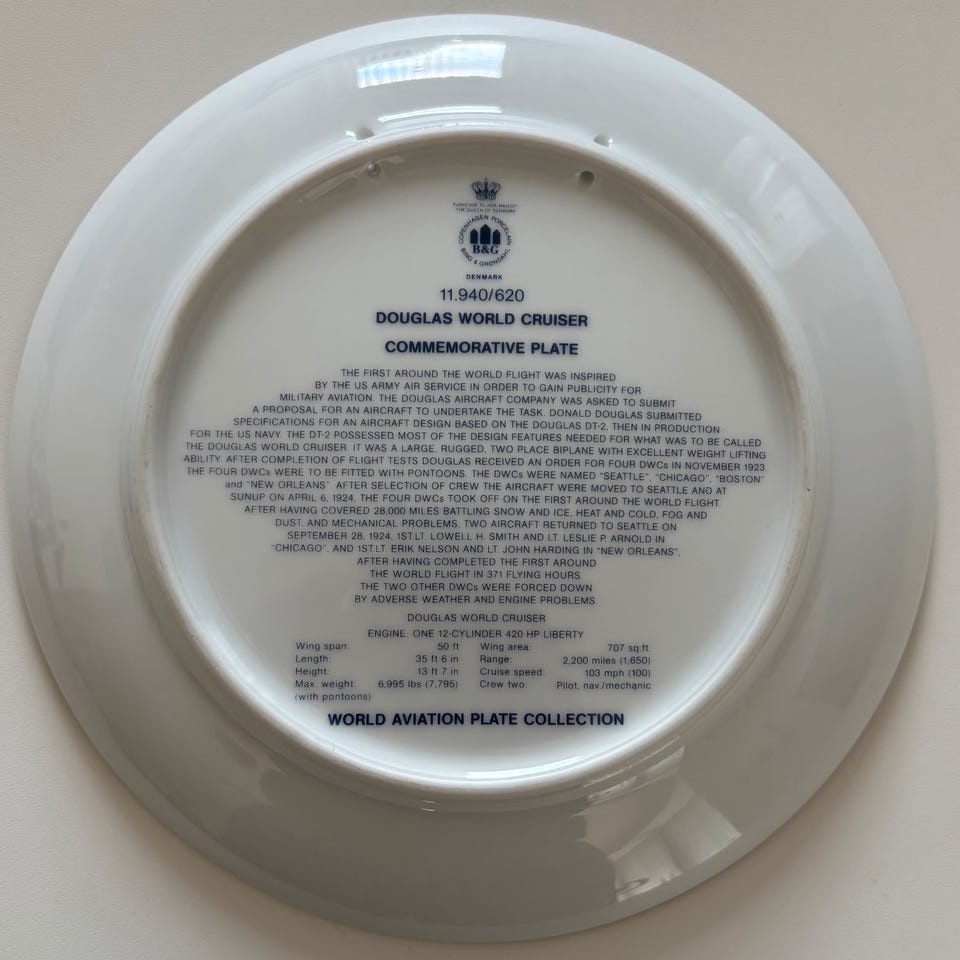 PURVEYOR TO HER MAJESTY
THE QUEEN OF DENMARK
COPENHAGEN PORCELAIN
B&G
BING & GRØNDAHL
DENMARK
11.940/620
DOUGLAS WORLD CRUISER
COMMEMORATIVE PLATE
THE FIRST AROUND THE WORLD FLIGHT WAS INSPIRED
BY THE US ARMY AIR SERVICE IN ORDER TO GAIN PUBLICITY FOR
MILITARY AVIATION. THE DOUGLAS AIRCRAFT COMPANY WAS ASKED TO SUBMIT
A PROPOSAL FOR AN AIRCRAFT TO UNDERTAKE THE TASK. DONALD DOUGLAS SUBMITTED
SPECIFICATIONS FOR AN AIRCRAFT DESIGN BASED ON THE DOUGLAS DT-2, THEN IN PRODUCTION
FOR THE US NAVY. THE DT-2 POSSESSED MOST OF THE DESIGN FEATURES NEEDED FOR WHAT WAS TO BE CALLED
THE DOUGLAS WORLD CRUISER. IT WAS A LARGE, RUGGED, TWO PLACE BIPLANE WITH EXCELLENT WEIGHT LIFTING
ABILITY. AFTER COMPLETION OF FLIGHT TESTS DOUGLAS RECEIVED AN ORDER FOR FOUR DWCs IN NOVEMBER 1923.
THE FOUR DWCs WERE TO BE FITTED WITH PONTOONS. THE DWCs WERE NAMED "SEATTLE", "CHICAGO", "BOSTON"
and "NEW ORLEANS" AFTER SELECTION OF CREW THE AIRCRAFT WERE MOVED TO SEATTLE AND AT
SUNUP ON APRIL 6, 1924, THE FOUR DWCs TOOK OFF ON THE FIRST AROUND THE WORLD FLIGHT.
AFTER HAVING COVERED 28,000 MILES BATTLING SNOW AND ICE, HEAT AND COLD, FOG AND
DUST, AND MECHANICAL PROBLEMS, TWO AIRCRAFT RETURNED TO SEATTLE ON
SEPTEMBER 28, 1924, 1ST.LT. LOWELL H. SMITH AND LT. LESLIE P. ARNOLD IN
"CHICAGO", AND 1ST.LT. ERIK NELSON AND LT. JOHN HARDING IN "NEW ORLEANS",
AFTER HAVING COMPLETED THE FIRST AROUND
THE WORLD FLIGHT IN 371 FLYING HOURS.
THE TWO OTHER DWCs WERE FORCED DOWN
BY ADVERSE WEATHER AND ENGINE PROBLEMS.
DOUGLAS WORLD CRUISER
ENGINE: ONE 12-CYLINDER 420 HP LIBERTY
Wing span: 50 ft Wing area: 707 sq.ft.
Length: 35 ft 6 in Range: 2,200 miles (1,650)
Height: 13 ft 7 in Cruise speed: 103 mph (100)
Max. weight: 6,995 lbs (7,795) Crew two: Pilot, nav./mechanic
(with pontoons)
WORLD AVIATION PLATE COLLECTION